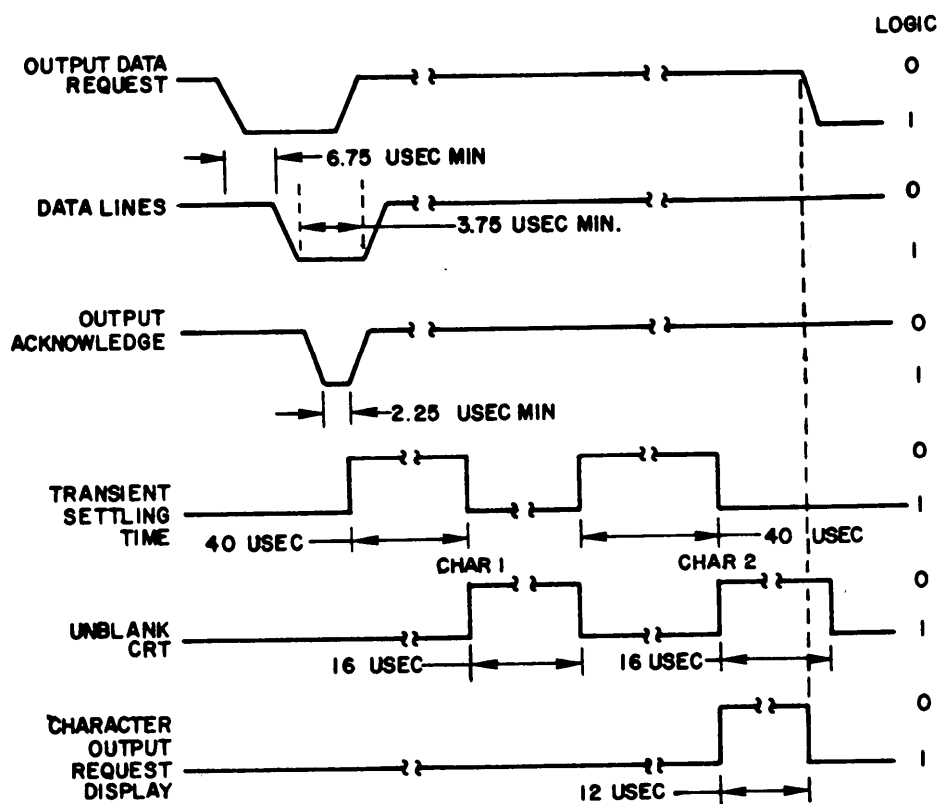 LOGIC
OUTPUT DATA
REQUEST
0
1
6.75 USEC MIN
DATA LINES
0
3.75 USEC MIN.
1
OUTPUT
ACKNOWLEDGE
0
1
2.25 USEC MIN
0
TRANSIENT
SETTLING
TIME
1
40 USEC
40 USEC
CHAR 1
CHAR 2
0
UNBLANK
CRT
1
16 USEC
16 USEC
0
CHARACTER
OUTPUT
REQUEST
DISPLAY
1
12 USEC